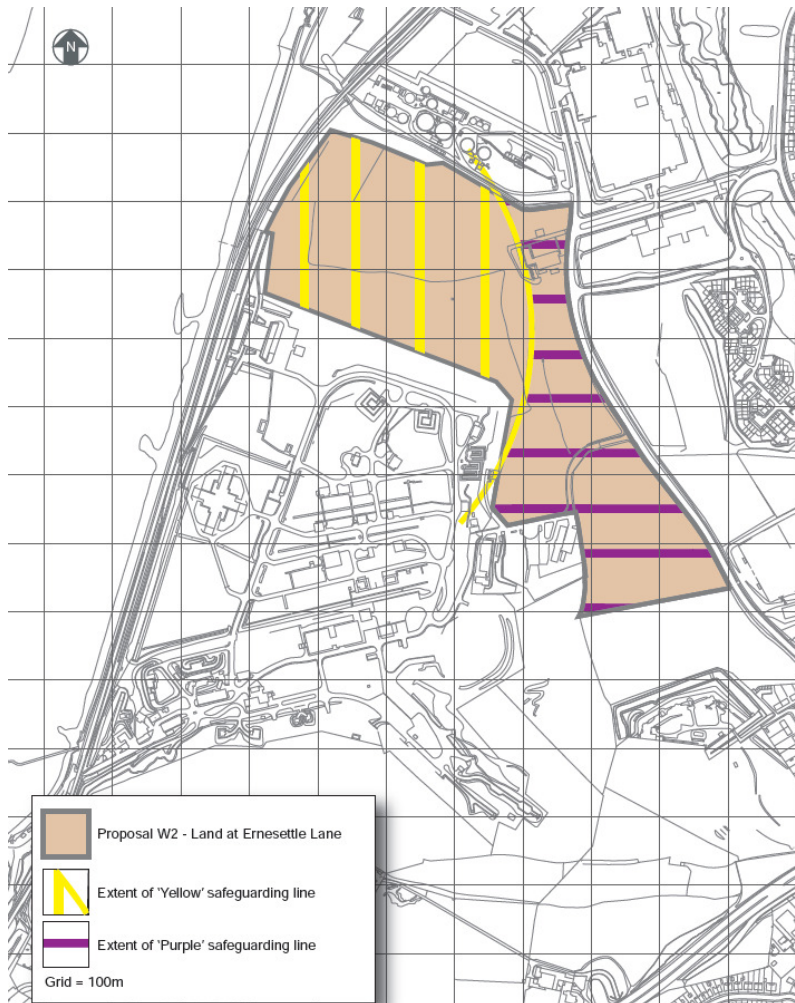 N
Proposal W2 - Land at Ernesettle Lane
Extent of 'Yellow' safeguarding line
Extent of 'Purple' safeguarding line
Grid = 100m